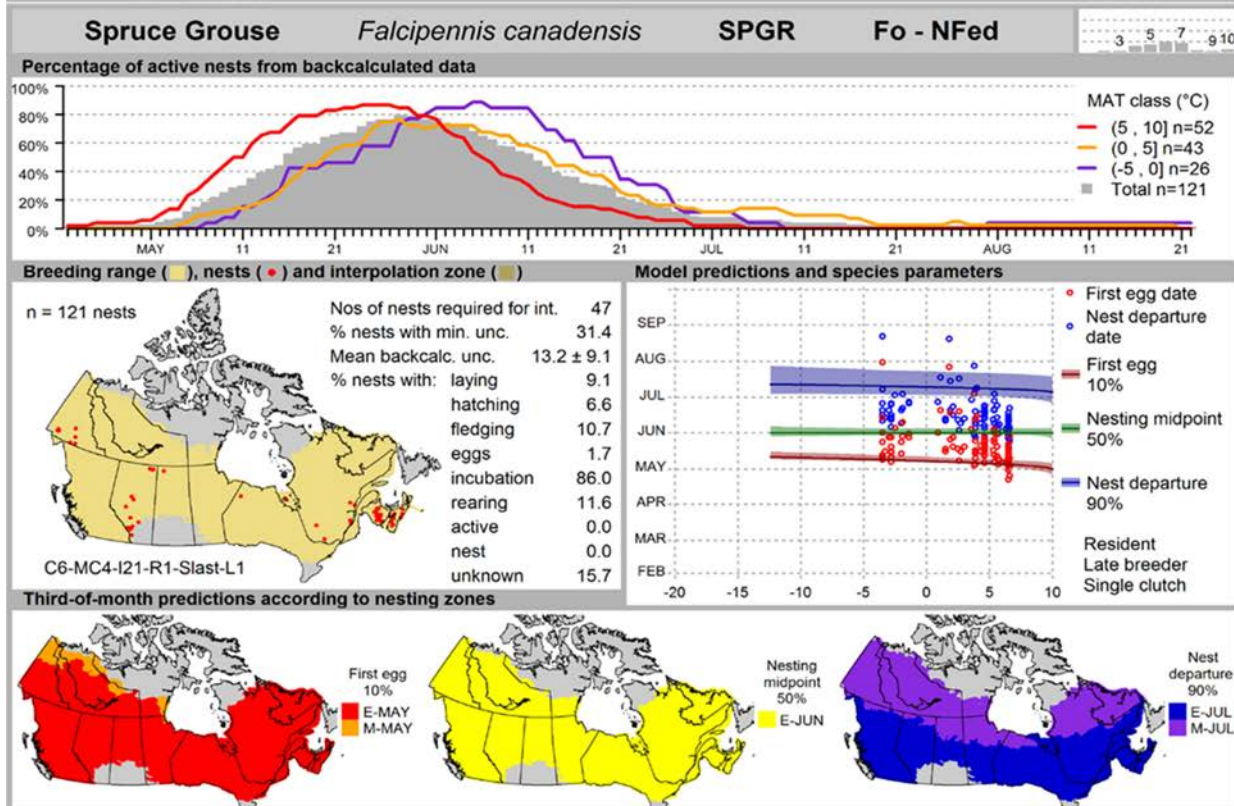 Spruce Grouse Falcipennis canadensis SPGR Fo - NFed
3 5 7 9 10
Percentage of active nests from backcalculated data
100%
80%
60%
40%
20%
0%
MAY 11 21 JUN 11 21 JUL 11 21 AUG 11 21
MAT class (°C)
(5 , 10] n=52
(0 , 5] n=43
(-5 , 0] n=26
Total n=121
Breeding range ( ), nests ( ) and interpolation zone ( )
n = 121 nests
Nos of nests required for int. 47
% nests with min. unc. 31.4
Mean backcalc. unc. 13.2 ± 9.1
% nests with: laying 9.1
hatching 6.6
fledging 10.7
eggs 1.7
incubation 86.0
rearing 11.6
active 0.0
nest 0.0
unknown 15.7
C6-MC4-I21-R1-Slast-L1
Model predictions and species parameters
SEP
AUG
JUL
JUN
MAY
APR
MAR
FEB
-20 -15 -10 -5 0 5 10
First egg date
Nest departure
date
First egg
10%
Nesting midpoint
50%
Nest departure
90%
Resident
Late breeder
Single clutch
Third-of-month predictions according to nesting zones
First egg
10%
E-MAY
M-MAY
Nesting
midpoint
50%
E-JUN
Nest
departure
90%
E-JUL
M-JUL